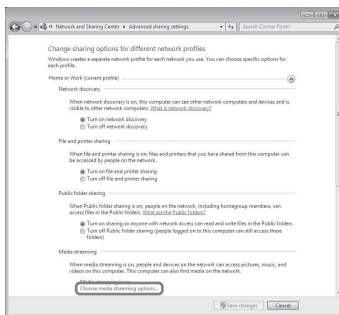 « Network and Sharing Center ▸ Advanced sharing settings
Search Control Panel
Change sharing options for different network profiles
Windows creates a separate network profile for each network you use. You can choose specific options for
each profile.
Home or Work (current profile)
Network discovery
When network discovery is on, this computer can see other network computers and devices and is
visible to other network computers. What is network discovery?
Turn on network discovery
Turn off network discovery
File and printer sharing
When file and printer sharing is on, files and printers that you have shared from this computer can
be accessed by people on the network.
Turn on file and printer sharing
Turn off file and printer sharing
Public folder sharing
When Public folder sharing is on, people on the network, including homegroup members, can
access files in the Public folders. What are the Public folders?
Turn on sharing so anyone with network access can read and write files in the Public folders
Turn off Public folder sharing (people logged on to this computer can still access these
folders)
Media streaming
When media streaming is on, people and devices on the network can access pictures, music, and
videos on this computer. This computer can also find media on the network.
Media streaming is on.
Choose media streaming options...
Save changes
Cancel